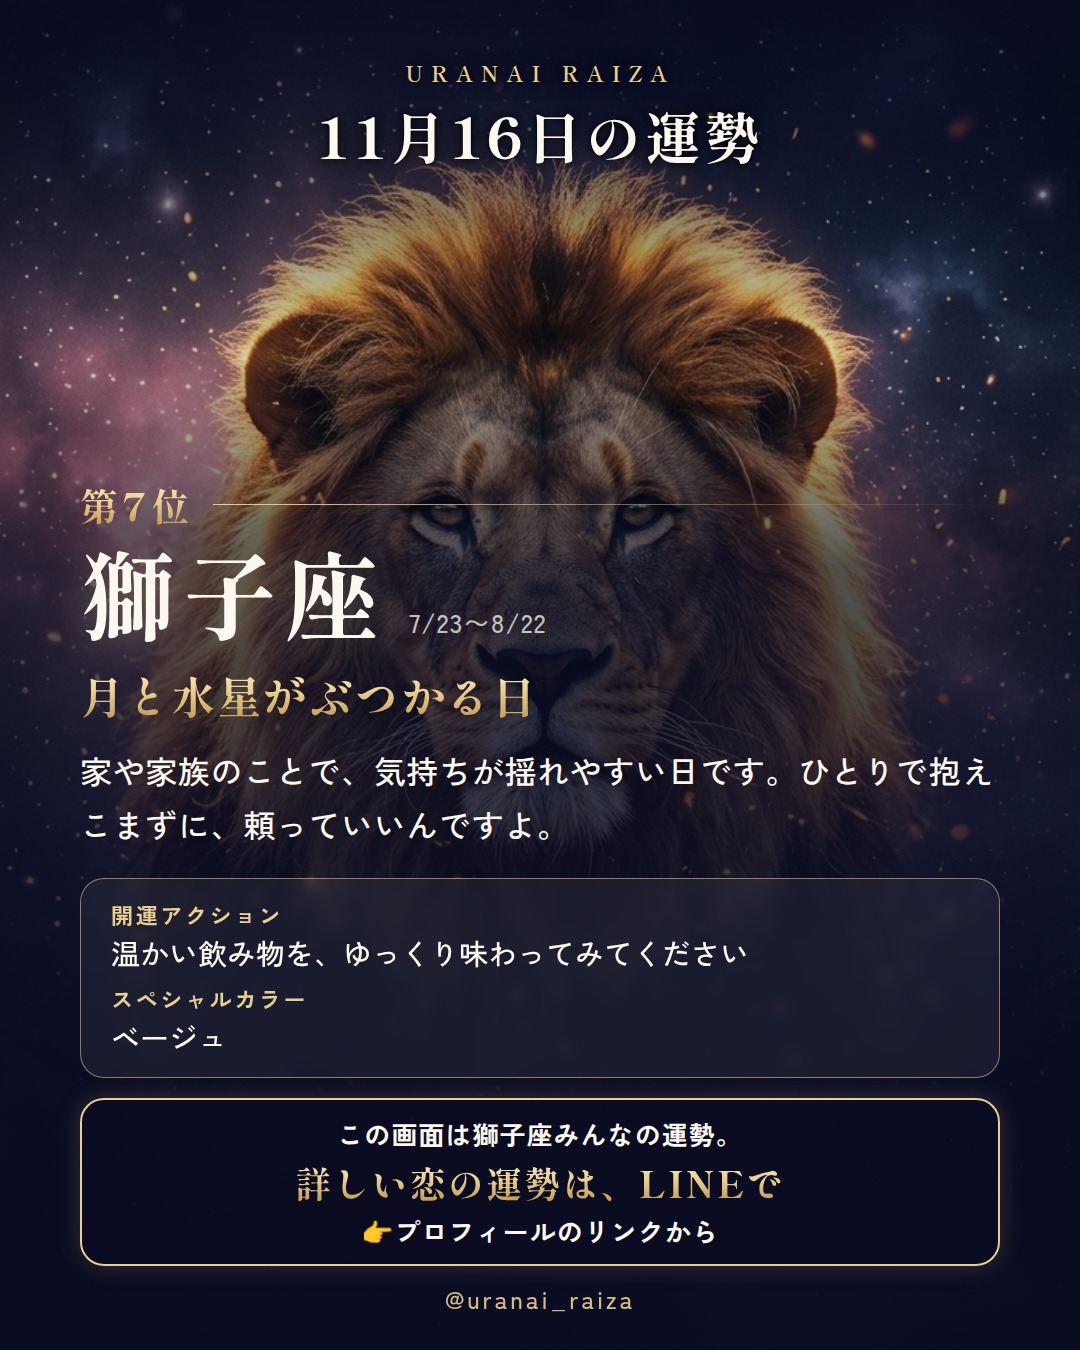 URANAI RAIZA
11月16日の運勢
第7位
獅子座 7/23〜8/22
月と水星がぶつかる日
家や家族のことで、気持ちが揺れやすい日です。ひとりで抱え
こまずに、頼っていいんですよ。
開運アクション
温かい飲み物を、ゆっくり味わってみてください
スペシャルカラー
ベージュ
この画面は獅子座みんなの運勢。
詳しい恋の運勢は、LINEで
👉プロフィールのリンクから
@uranai_raiza